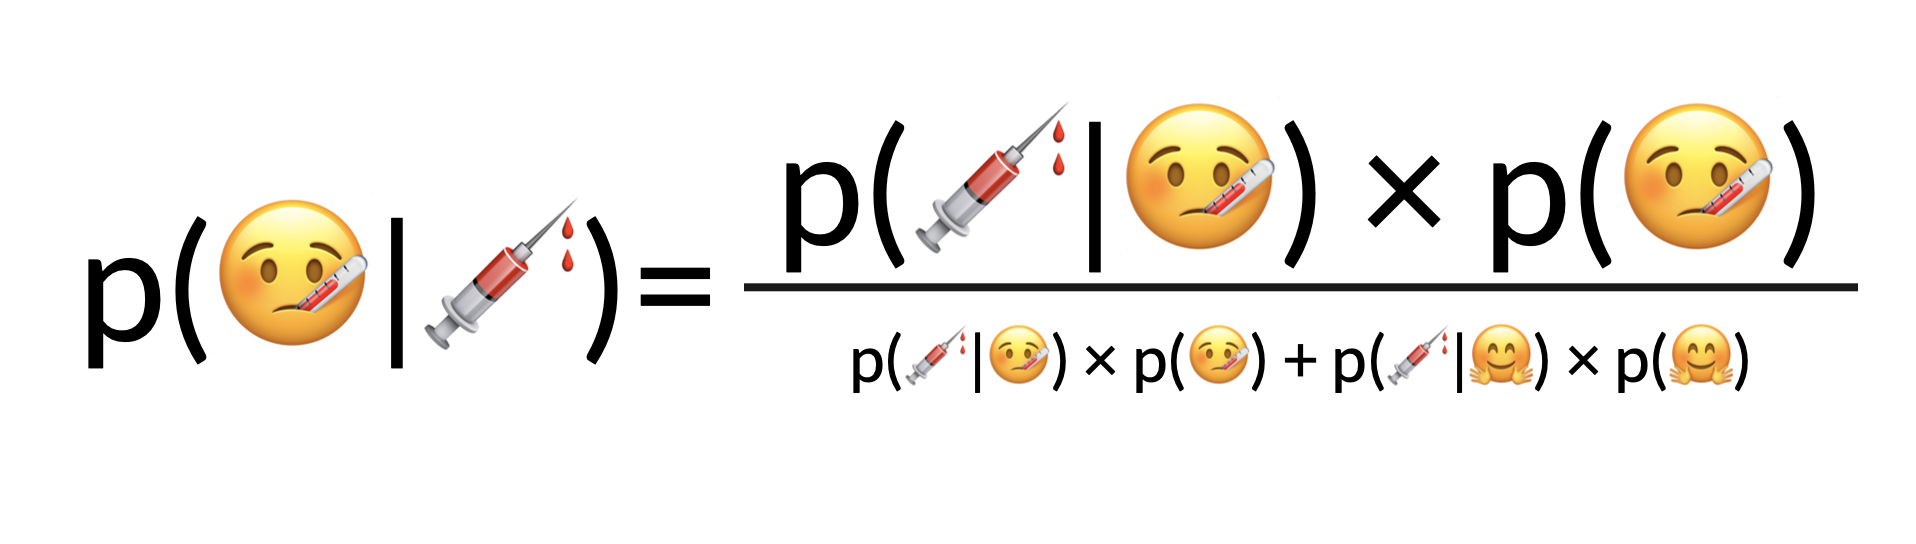 p(🤒|💉)=
p(💉|🤒) × p(🤒)
p(💉|🤒) × p(🤒) + p(💉|🤗) × p(🤗)